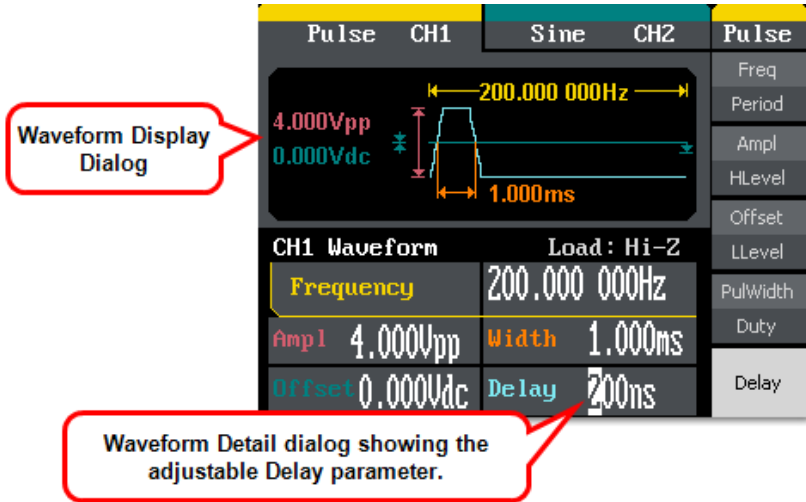 Pulse CH1 Sine CH2 Pulse
Freq
Period
Ampl
HLevel
Offset
LLevel
PulWidth
Duty
Delay
200.000 000Hz
4.000Vpp
0.000Vdc
1.000ms
Waveform Display
Dialog
CH1 Waveform Load: Hi-Z
Frequency 200.000 000Hz
Ampl 4.000Vpp Width 1.000ms
Offset 0.000Vdc Delay 200ns
Waveform Detail dialog showing the
adjustable Delay parameter.